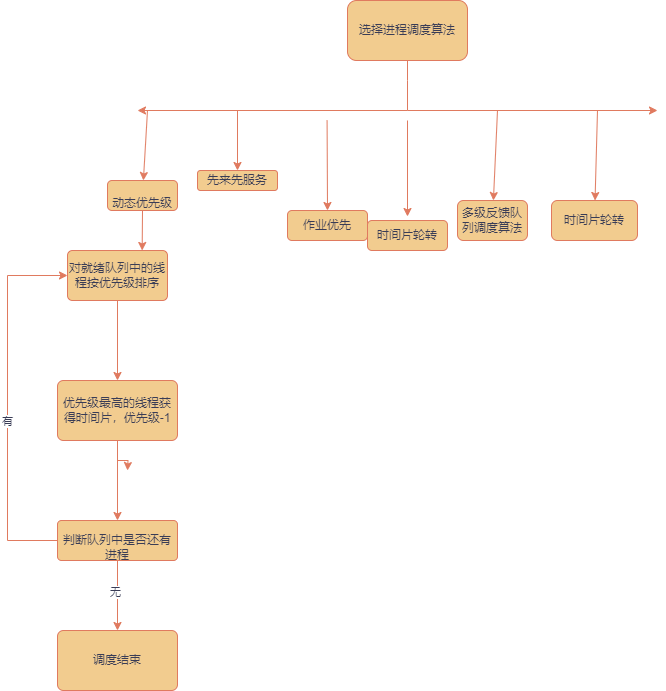 选择进程调度算法
动态优先级
先来先服务
作业优先
时间片轮转
多级反馈队
列调度算法
时间片轮转
对就绪队列中的线
程按优先级排序
优先级最高的线程获
得时间片，优先级-1
有
判断队列中是否还有
进程
无
调度结束